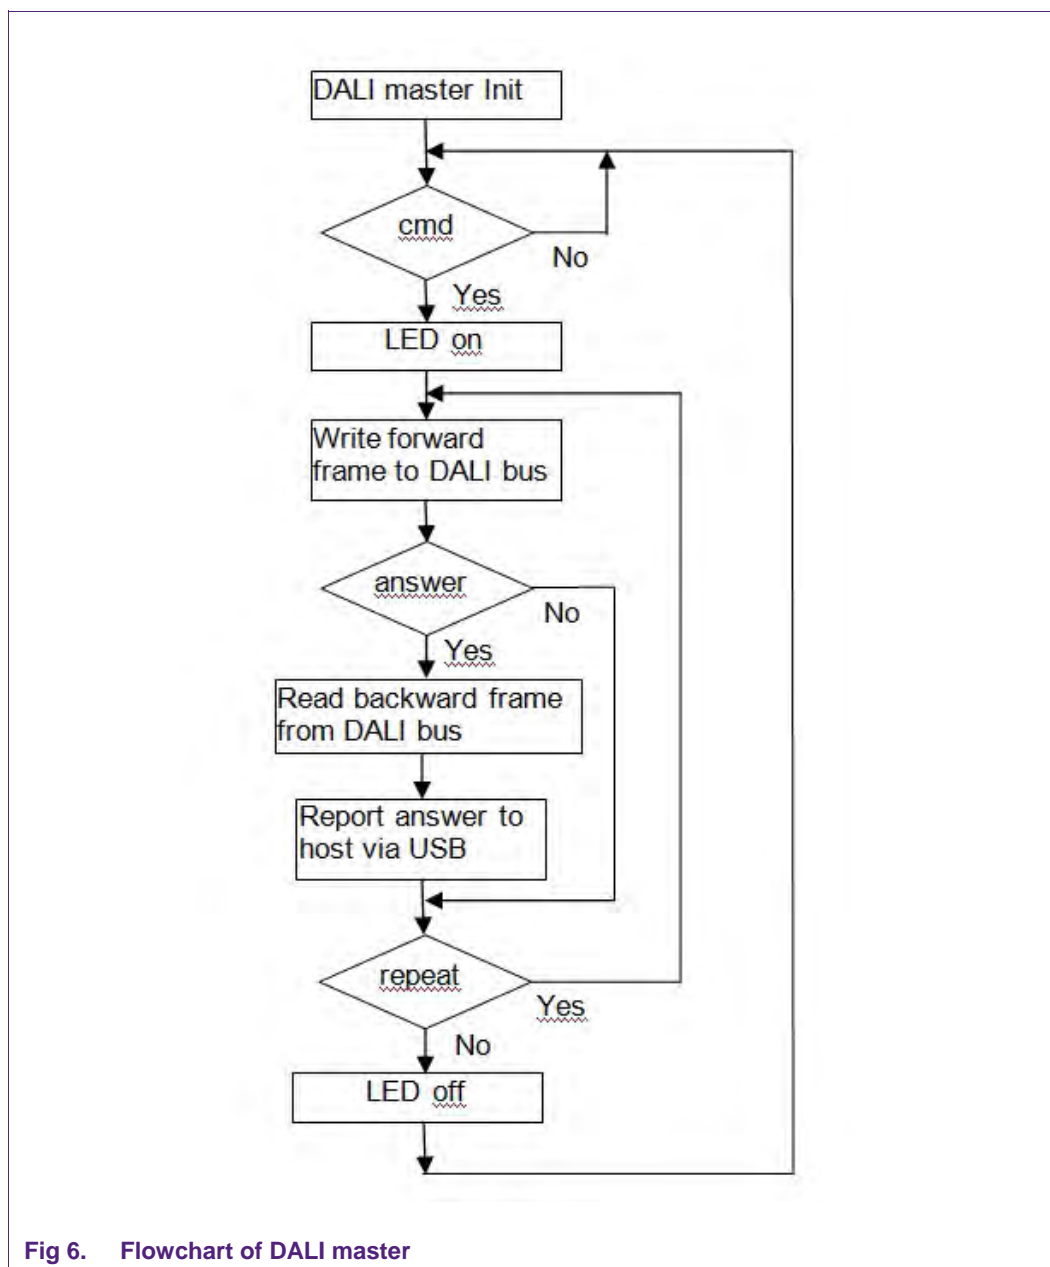 DALI master Init
cmd
No
Yes
LED on
Write forward
frame to DALI bus
answer
No
Yes
Read backward frame
from DALI bus
Report answer to
host via USB
repeat
Yes
No
LED off
Fig 6. Flowchart of DALI master